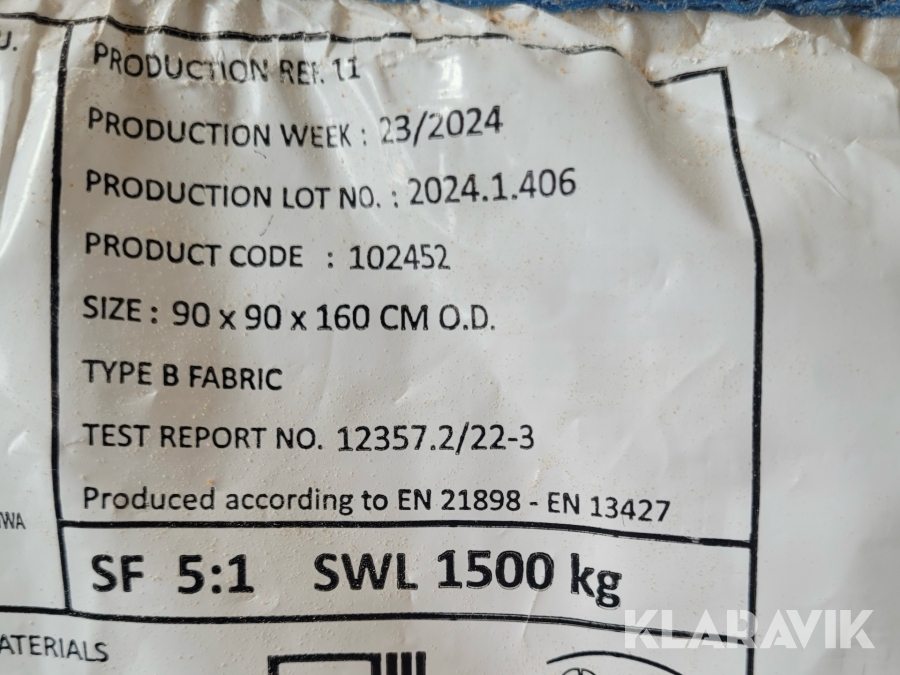 U.
PRODUCTION REF. 11
PRODUCTION WEEK : 23/2024
PRODUCTION LOT NO. : 2024.1.406
PRODUCT CODE : 102452
SIZE : 90 x 90 x 160 CM O.D.
TYPE B FABRIC
TEST REPORT NO. 12357.2/22-3
Produced according to EN 21898 - EN 13427
WA
SF 5:1 SWL 1500 kg
KLARAVIK
ATERIALS